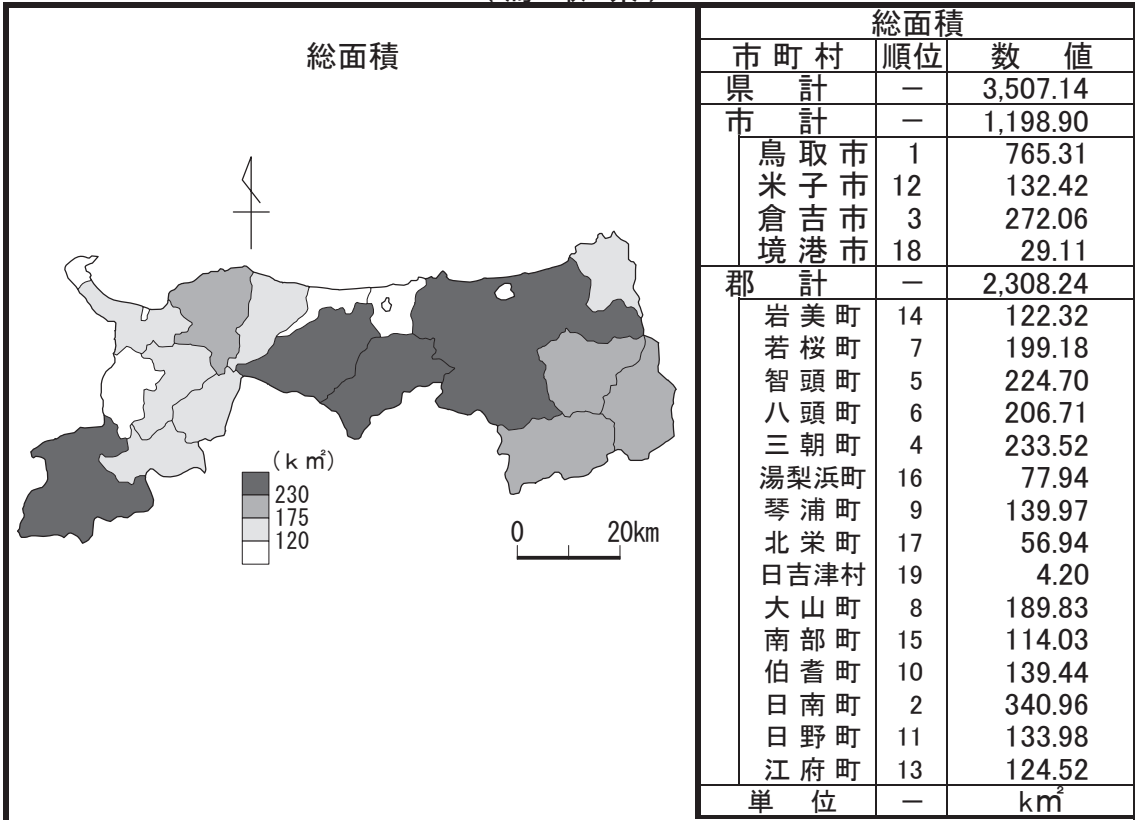 総面積
(k㎡)
230
175
120
0 20km
総面積
市町村 順位 数値
県計 － 3,507.14
市計 － 1,198.90
鳥取市 1 765.31
米子市 12 132.42
倉吉市 3 272.06
境港市 18 29.11
郡計 － 2,308.24
岩美町 14 122.32
若桜町 7 199.18
智頭町 5 224.70
八頭町 6 206.71
三朝町 4 233.52
湯梨浜町 16 77.94
琴浦町 9 139.97
北栄町 17 56.94
日吉津村 19 4.20
大山町 8 189.83
南部町 15 114.03
伯耆町 10 139.44
日南町 2 340.96
日野町 11 133.98
江府町 13 124.52
単位 － k㎡